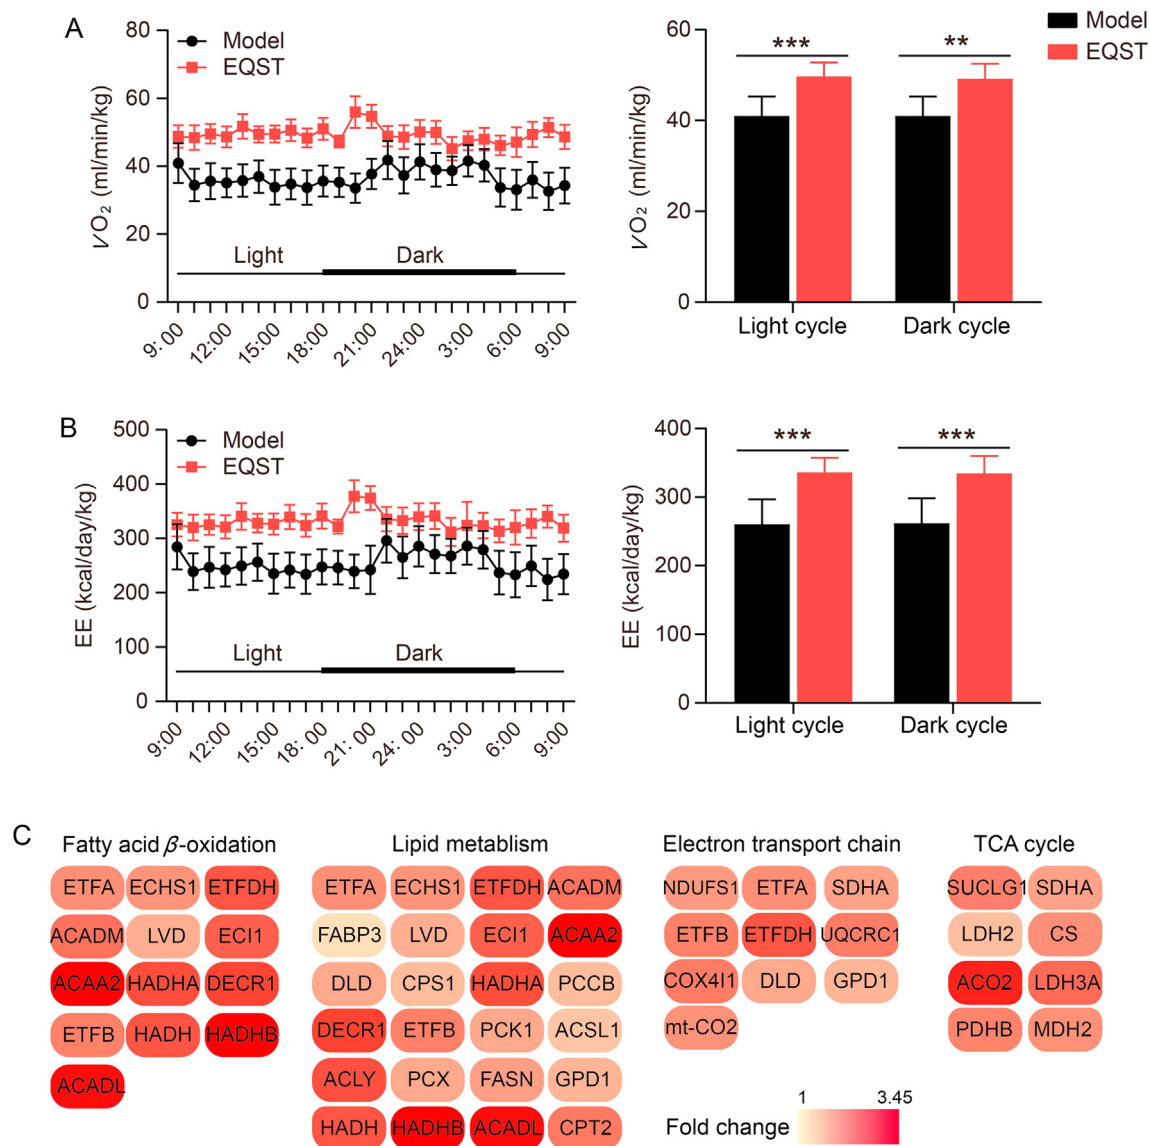 A
80
60
40
20
0
VO₂ (ml/min/kg)
Model
EQST
Light
Dark
9:00
12:00
15:00
18:00
21:00
24:00
3:00
6:00
9:00
60
40
20
0
VO₂ (ml/min/kg)
***
**
Light cycle
Dark cycle
Model
EQST
B
500
400
300
200
100
0
EE (kcal/day/kg)
Model
EQST
Light
Dark
9:00
12:00
15:00
18: 00
21: 00
24: 00
3:00
6:00
9:00
400
300
200
100
0
EE (kcal/day/kg)
***
***
Light cycle
Dark cycle
C
Fatty acid β-oxidation
ETFA ECHS1 ETFDH
ACADM LVD ECI1
ACAA2 HADHA DECR1
ETFB HADH HADHB
ACADL
Lipid metablism
ETFA ECHS1 ETFDH ACADM
FABP3 LVD ECI1 ACAA2
DLD CPS1 HADHA PCCB
DECR1 ETFB PCK1 ACSL1
ACLY PCX FASN GPD1
HADH HADHB ACADL CPT2
Electron transport chain
NDUFS1 ETFA SDHA
ETFB ETFDH UQCRC1
COX4I1 DLD GPD1
mt-CO2
TCA cycle
SUCLG1 SDHA
LDH2 CS
ACO2 LDH3A
PDHB MDH2
Fold change
1 3.45